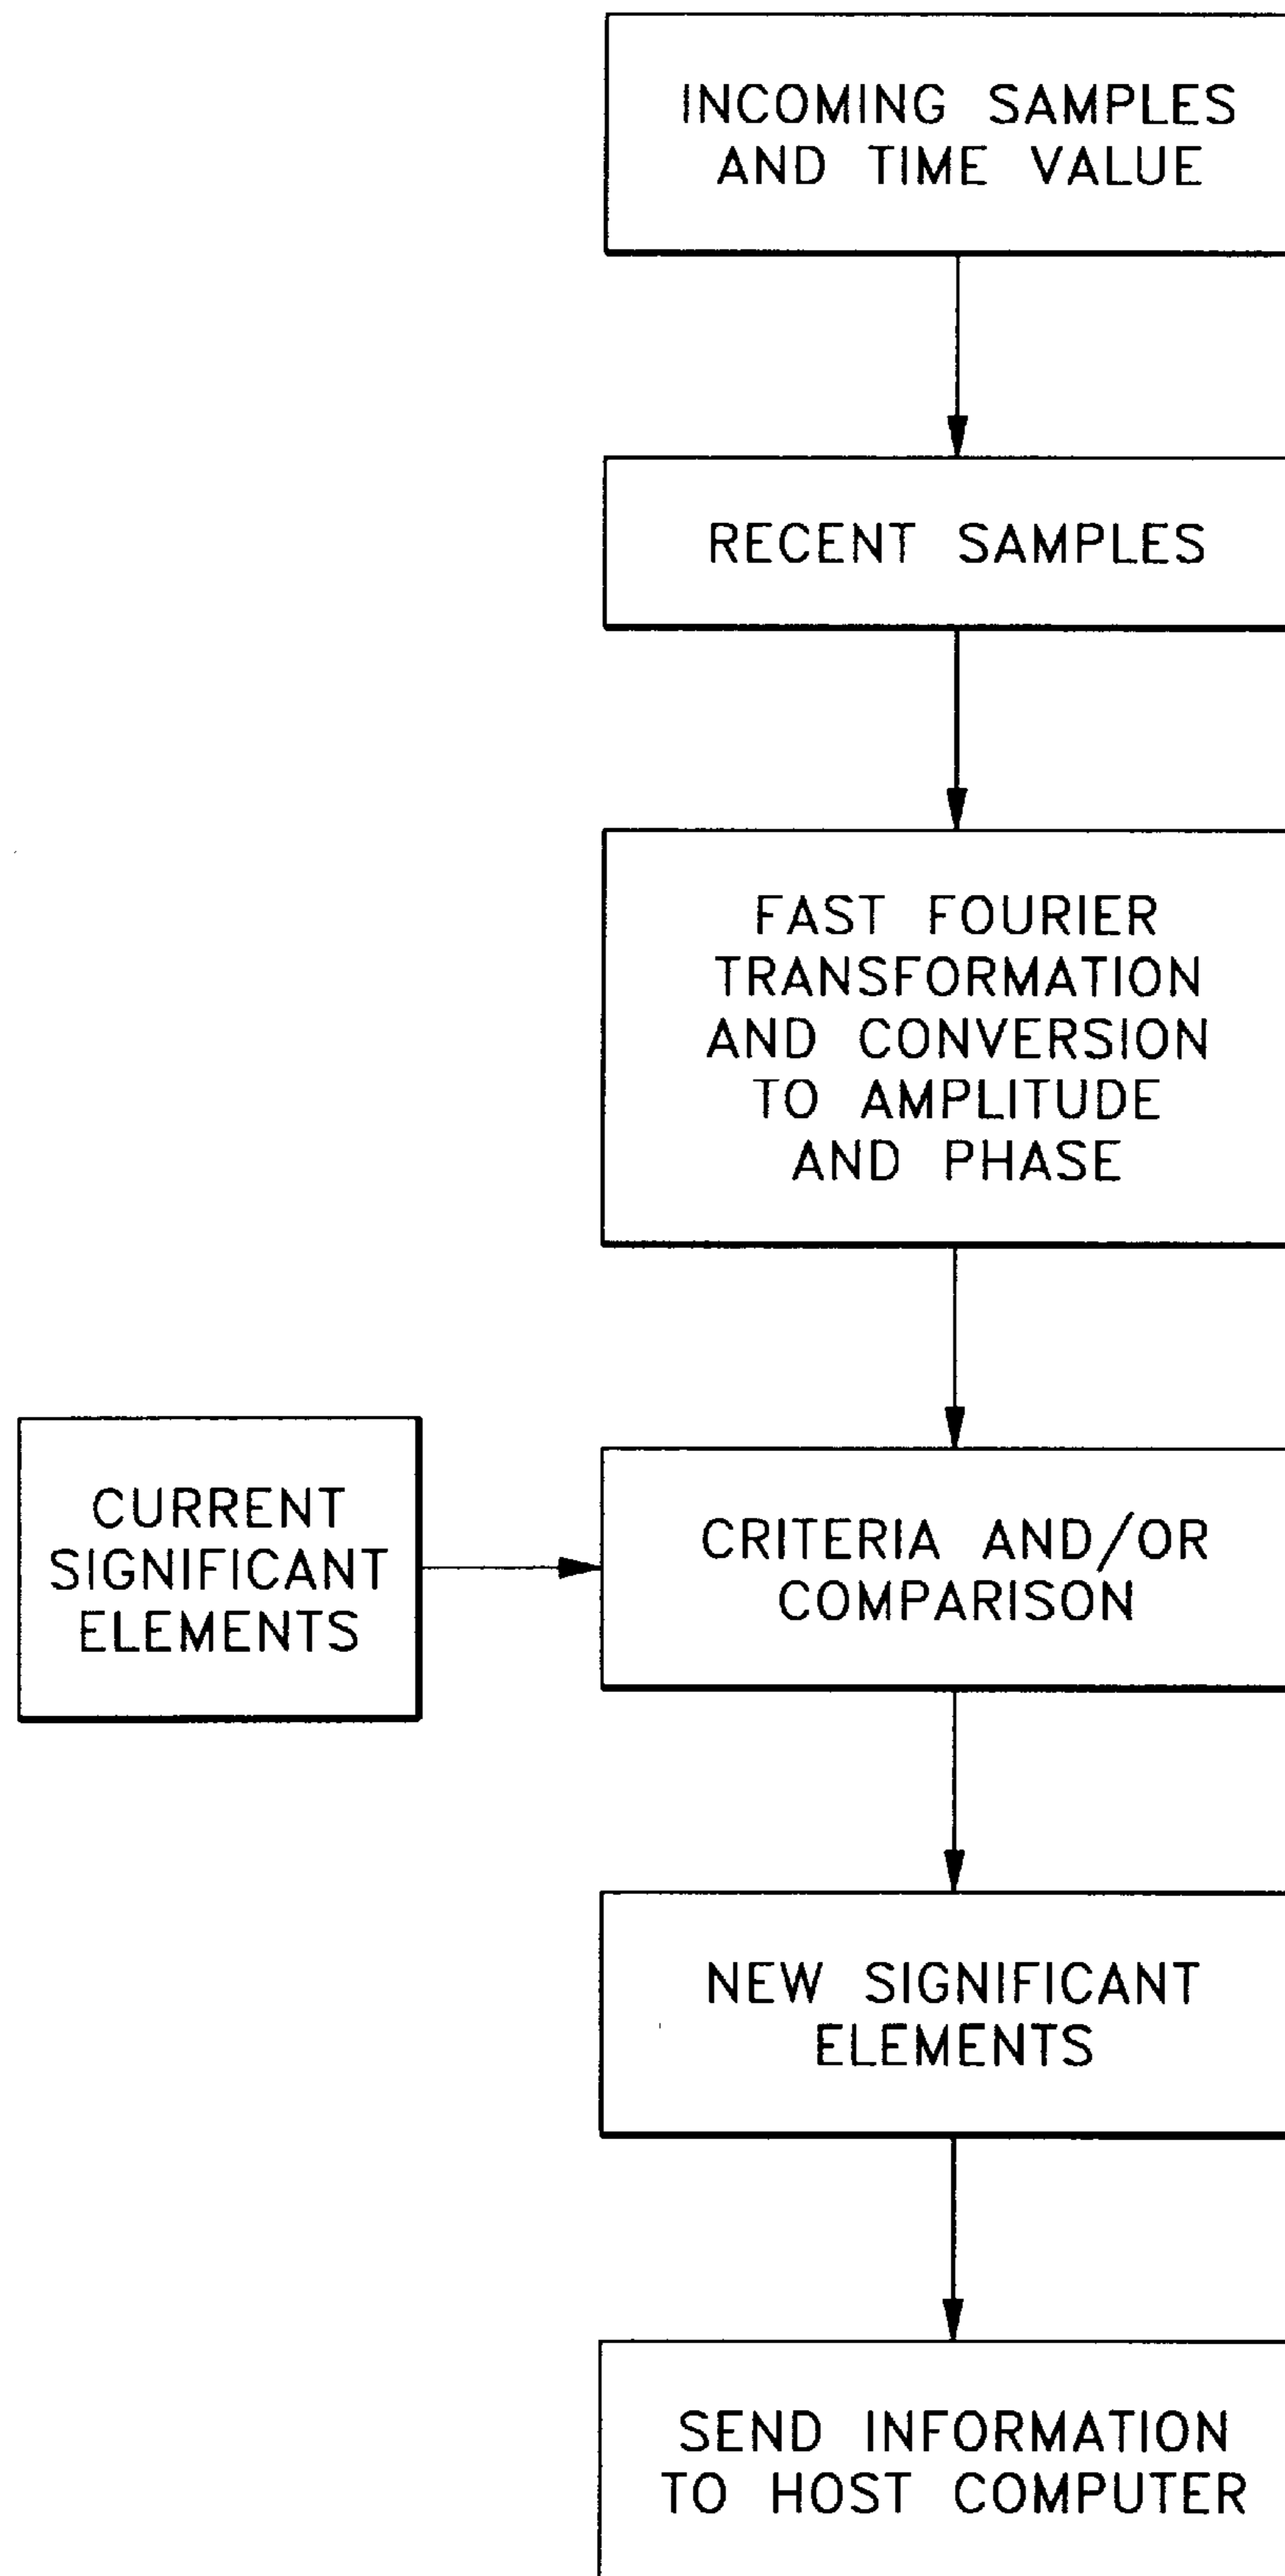 INCOMING SAMPLES
AND TIME VALUE
RECENT SAMPLES
FAST FOURIER
TRANSFORMATION
AND CONVERSION
TO AMPLITUDE
AND PHASE
CURRENT
SIGNIFICANT
ELEMENTS
CRITERIA AND/OR
COMPARISON
NEW SIGNIFICANT
ELEMENTS
SEND INFORMATION
TO HOST COMPUTER